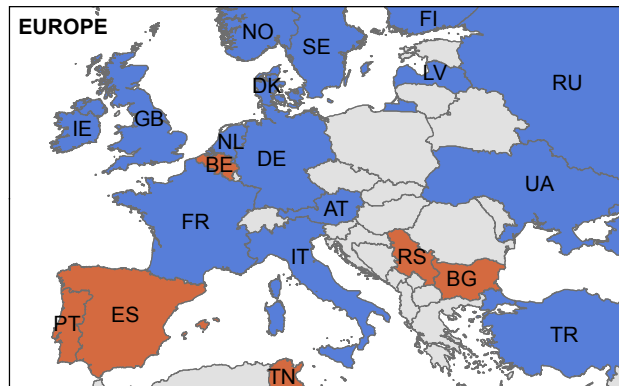 EUROPE
NO
SE
FI
DK
LV
RU
IE
GB
NL
BE
DE
UA
FR
AT
IT
RS
BG
PT
ES
TR
TN